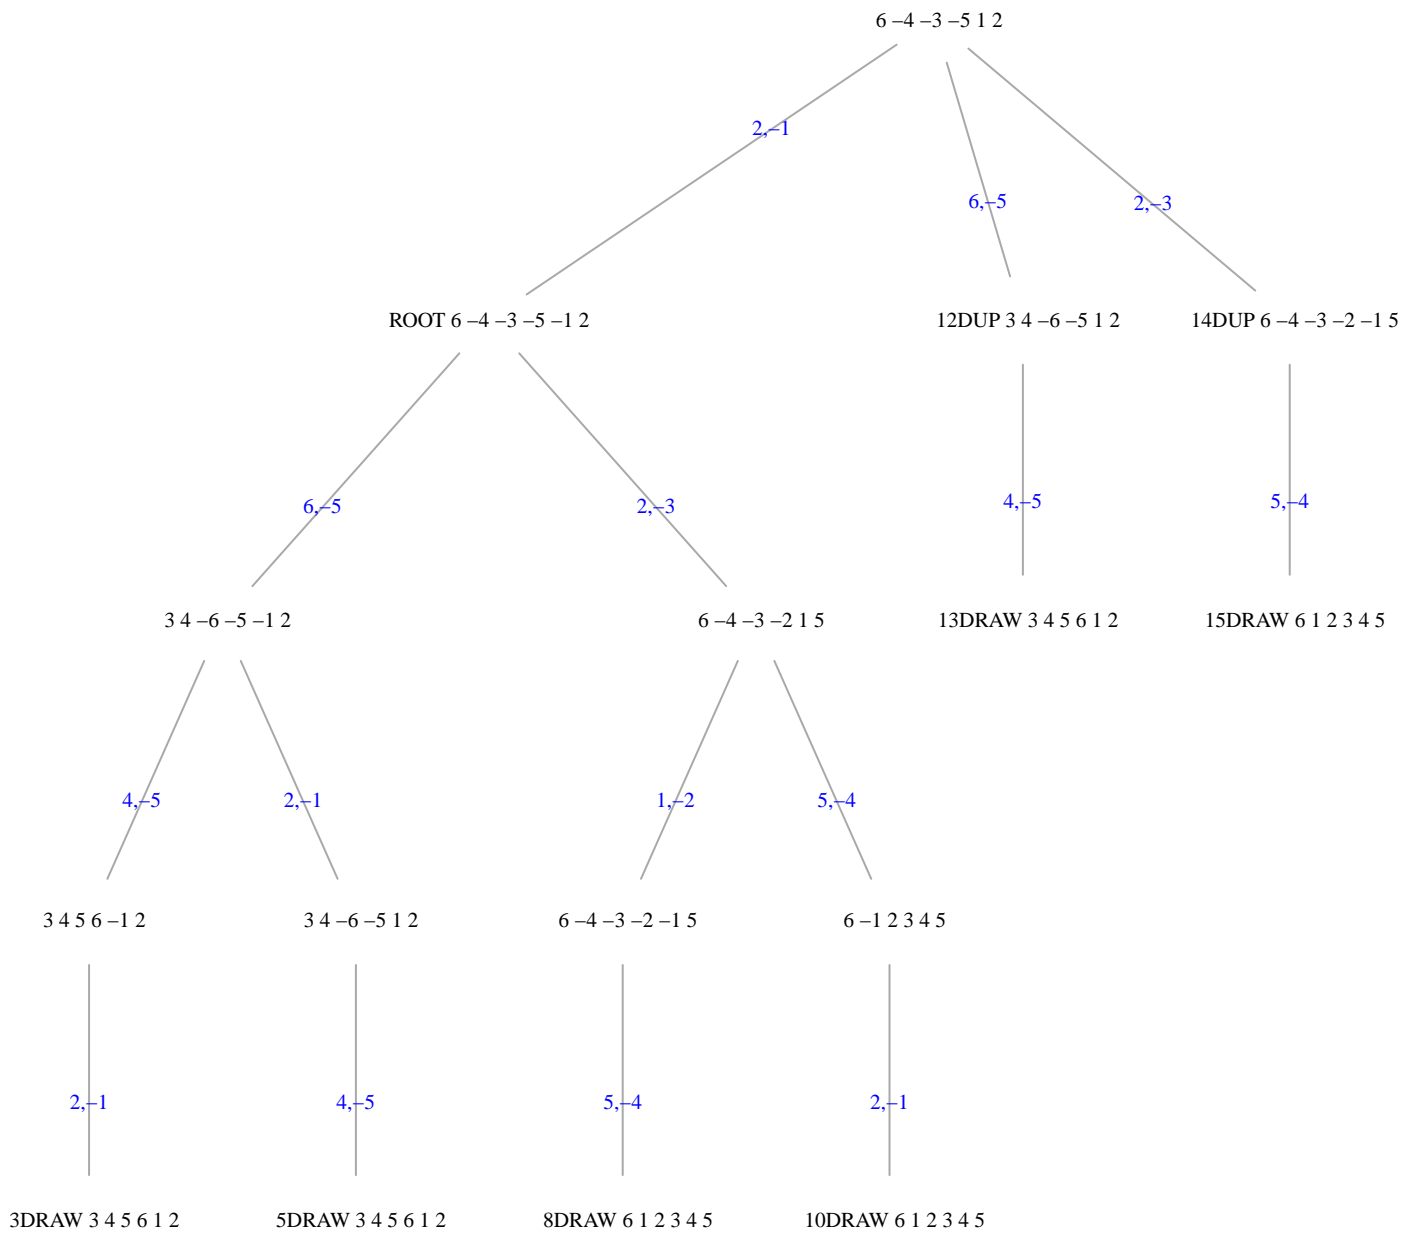 6 –4 –3 –5 1 2
2,–1
6,–5
2,–3
ROOT 6 –4 –3 –5 –1 2
12DUP 3 4 –6 –5 1 2
14DUP 6 –4 –3 –2 –1 5
6,–5
2,–3
4,–5
5,–4
3 4 –6 –5 –1 2
6 –4 –3 –2 1 5
13DRAW 3 4 5 6 1 2
15DRAW 6 1 2 3 4 5
4,–5
2,–1
1,–2
5,–4
3 4 5 6 –1 2
3 4 –6 –5 1 2
6 –4 –3 –2 –1 5
6 –1 2 3 4 5
2,–1
4,–5
5,–4
2,–1
3DRAW 3 4 5 6 1 2
5DRAW 3 4 5 6 1 2
8DRAW 6 1 2 3 4 5
10DRAW 6 1 2 3 4 5